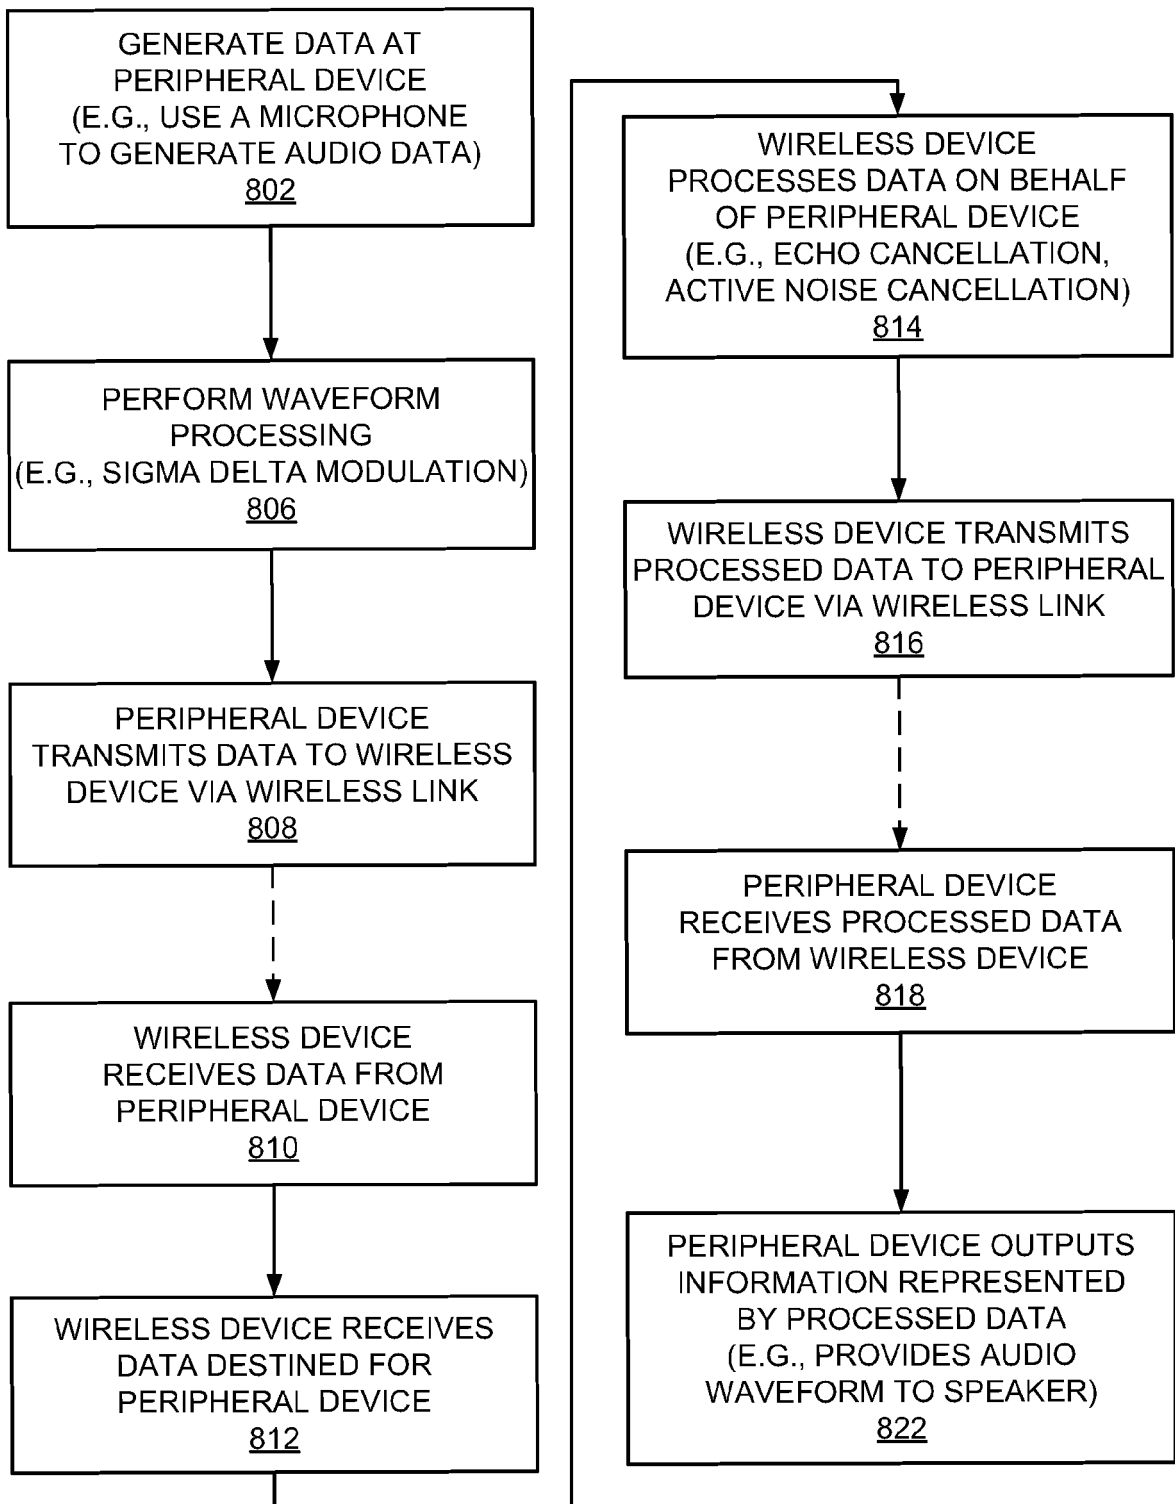 GENERATE DATA AT
PERIPHERAL DEVICE
(E.G., USE A MICROPHONE
TO GENERATE AUDIO DATA)
802
PERFORM WAVEFORM
PROCESSING
(E.G., SIGMA DELTA MODULATION)
806
PERIPHERAL DEVICE
TRANSMITS DATA TO WIRELESS
DEVICE VIA WIRELESS LINK
808
WIRELESS DEVICE
RECEIVES DATA FROM
PERIPHERAL DEVICE
810
WIRELESS DEVICE RECEIVES
DATA DESTINED FOR
PERIPHERAL DEVICE
812
WIRELESS DEVICE
PROCESSES DATA ON BEHALF
OF PERIPHERAL DEVICE
(E.G., ECHO CANCELLATION,
ACTIVE NOISE CANCELLATION)
814
WIRELESS DEVICE TRANSMITS
PROCESSED DATA TO PERIPHERAL
DEVICE VIA WIRELESS LINK
816
PERIPHERAL DEVICE
RECEIVES PROCESSED DATA
FROM WIRELESS DEVICE
818
PERIPHERAL DEVICE OUTPUTS
INFORMATION REPRESENTED
BY PROCESSED DATA
(E.G., PROVIDES AUDIO
WAVEFORM TO SPEAKER)
822